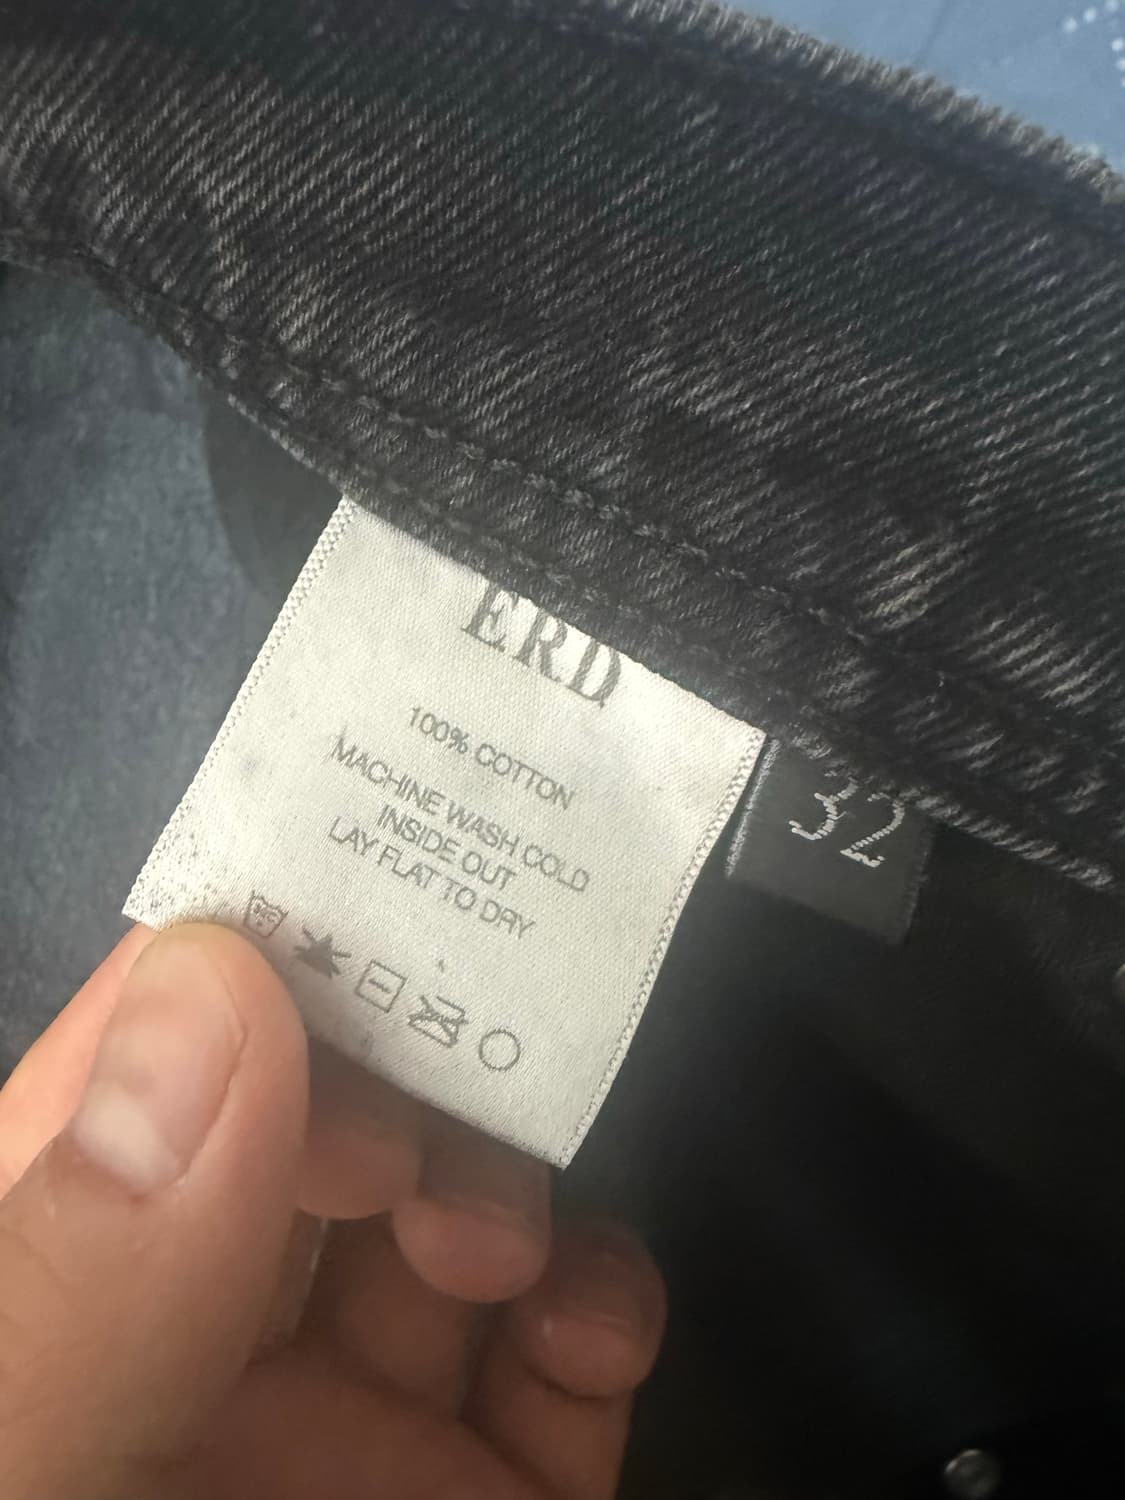 ERD
100% COTTON
MACHINE WASH COLD
INSIDE OUT
LAY FLAT TO DRY
32